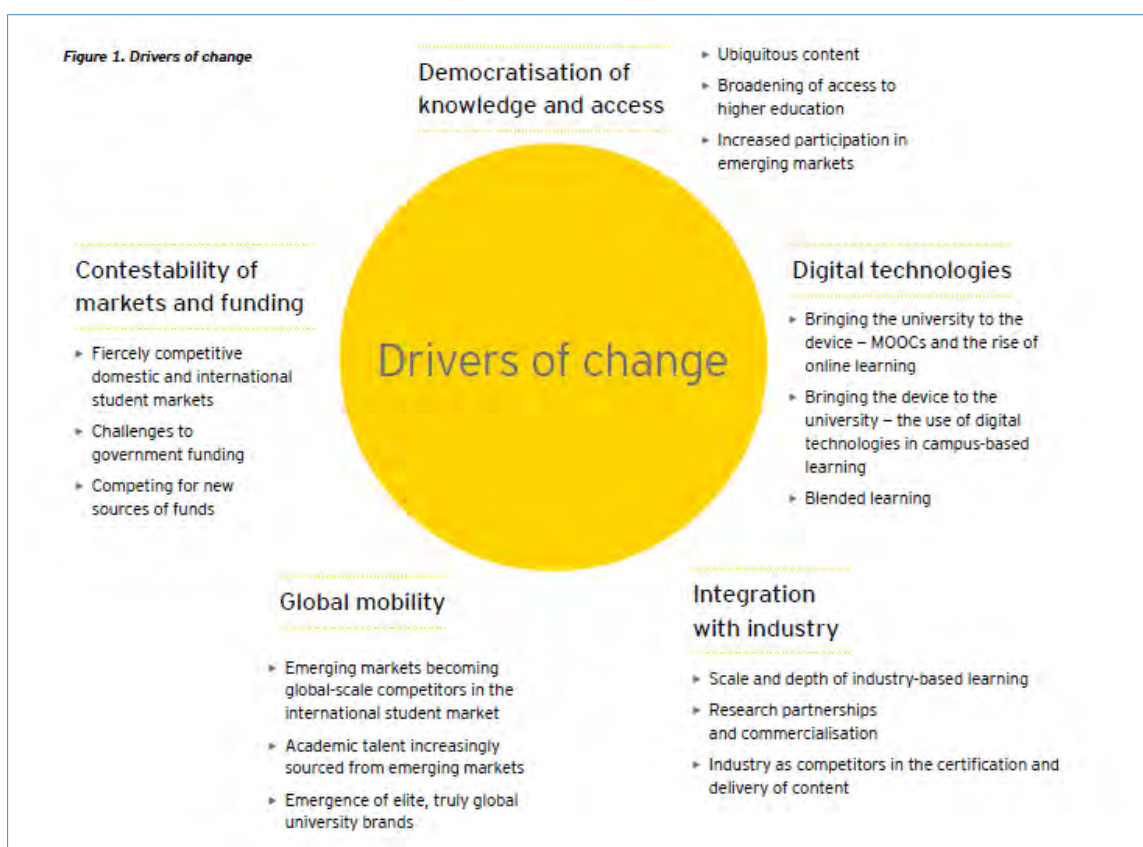 Figure 1. Drivers of change
Democratisation of
knowledge and access
▸ Ubiquitous content
▸ Broadening of access to
higher education
▸ Increased participation in
emerging markets
Contestability of
markets and funding
▸ Fiercely competitive
domestic and international
student markets
▸ Challenges to
government funding
▸ Competing for new
sources of funds
Drivers of change
Digital technologies
▸ Bringing the university to the
device – MOOCs and the rise of
online learning
▸ Bringing the device to the
university – the use of digital
technologies in campus-based
learning
▸ Blended learning
Global mobility
▸ Emerging markets becoming
global-scale competitors in the
international student market
▸ Academic talent increasingly
sourced from emerging markets
▸ Emergence of elite, truly global
university brands
Integration
with industry
▸ Scale and depth of industry-based learning
▸ Research partnerships
and commercialisation
▸ Industry as competitors in the certification and
delivery of content